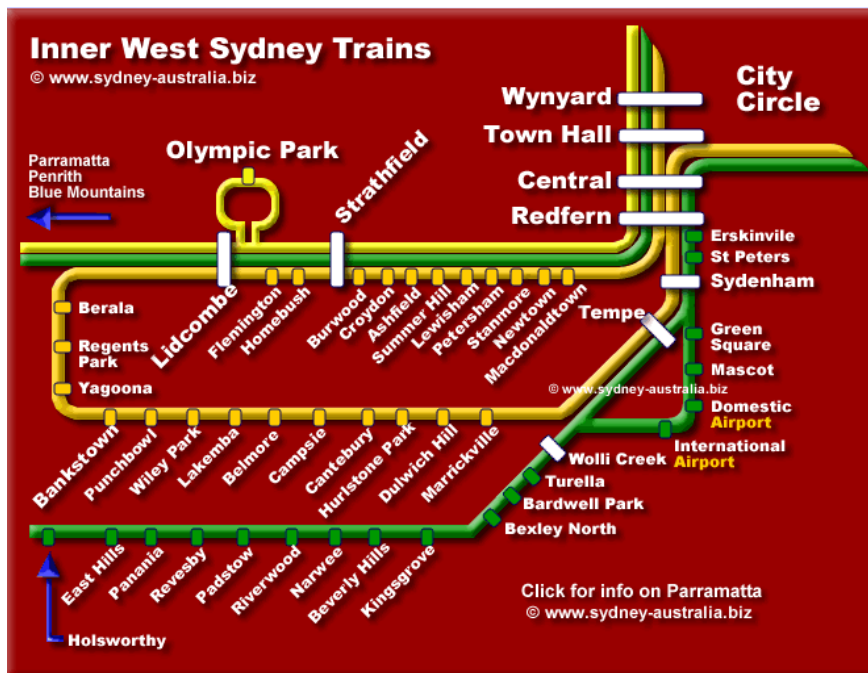 Inner West Sydney Trains
© www.sydney-australia.biz
City
Circle
Wynyard
Town Hall
Central
Redfern
Olympic Park
Strathfield
Parramatta
Penrith
Blue Mountains
Erskinvile
St Peters
Sydenham
Tempe
Lidcombe
Flemington
Homebush
Burwood
Croydon
Ashfield
Summer Hill
Lewisham
Petersham
Stanmore
Newtown
Macdonaldtown
Berala
Regents
Park
Yagoona
Green
Square
Mascot
© www.sydney-australia.biz
Domestic
Airport
International
Airport
Bankstown
Punchbowl
Wiley Park
Lakemba
Belmore
Campsie
Cantebury
Hurlstone Park
Dulwich Hill
Marrickville
Wolli Creek
Turella
Bardwell Park
Bexley North
East Hills
Panania
Revesby
Padstow
Riverwood
Narwee
Beverly Hills
Kingsgrove
Holsworthy
Click for info on Parramatta
© www.sydney-australia.biz